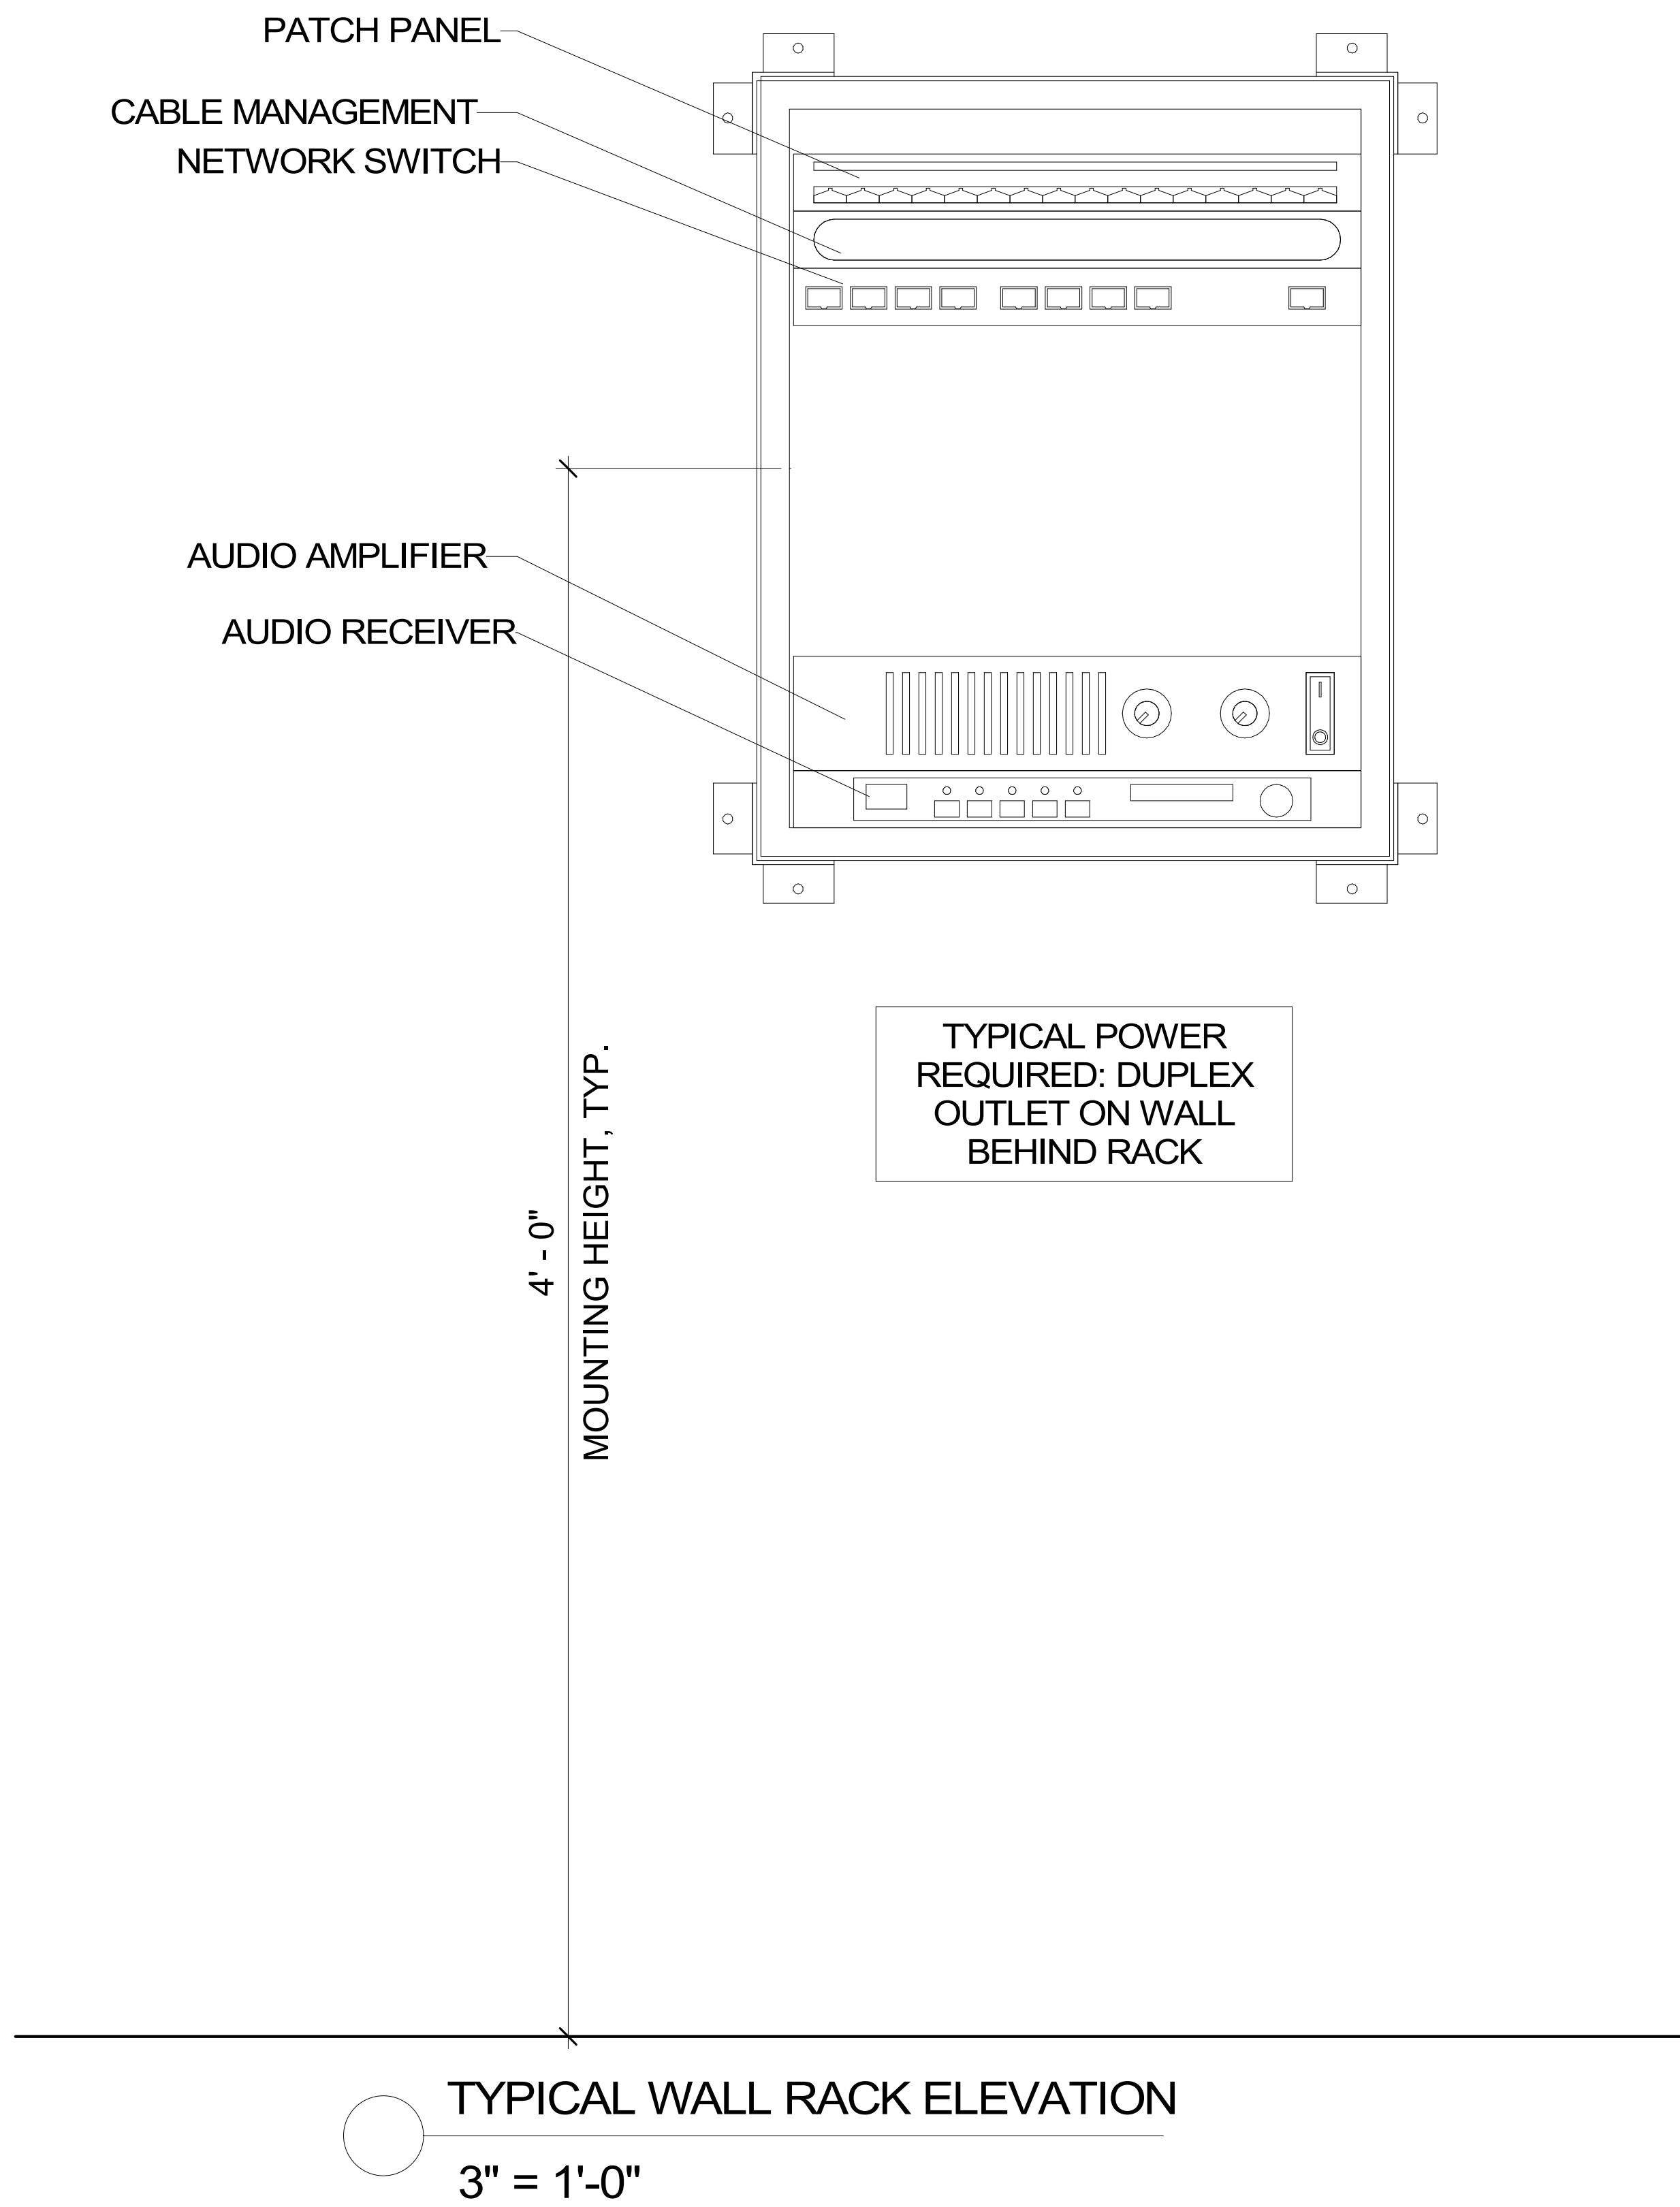 PATCH PANEL
CABLE MANAGEMENT
NETWORK SWITCH
AUDIO AMPLIFIER
AUDIO RECEIVER
4' - 0"
MOUNTING HEIGHT, TYP.
TYPICAL POWER
REQUIRED: DUPLEX
OUTLET ON WALL
BEHIND RACK
TYPICAL WALL RACK ELEVATION
3" = 1'-0"